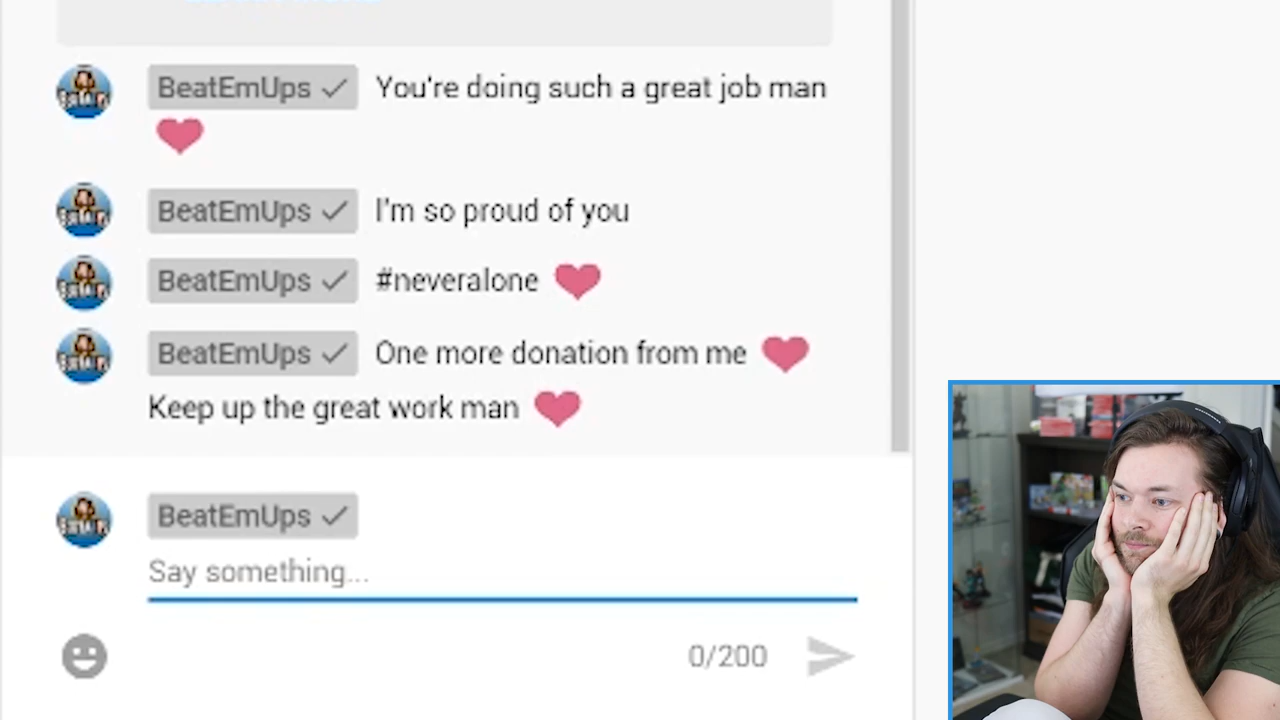 BeatEmUps ✓ You're doing such a great job man
❤
BeatEmUps ✓ I'm so proud of you
BeatEmUps ✓ #neveralone ❤
BeatEmUps ✓ One more donation from me ❤
Keep up the great work man ❤
BeatEmUps ✓
Say something...
0/200